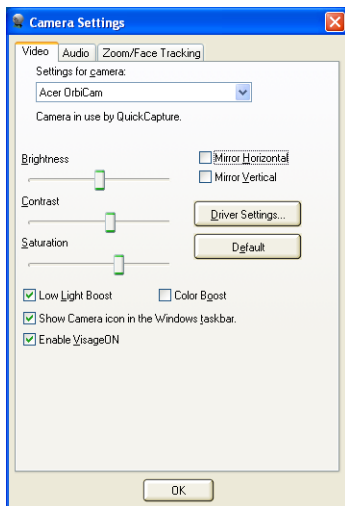 Camera Settings
Video Audio Zoom/Face Tracking
Settings for camera:
Acer OrbiCam
Camera in use by QuickCapture.
Brightness
Mirror Horizontal
Mirror Vertical
Contrast
Driver Settings...
Saturation
Default
Low Light Boost Color Boost
Show Camera icon in the Windows taskbar.
Enable VisageON
OK